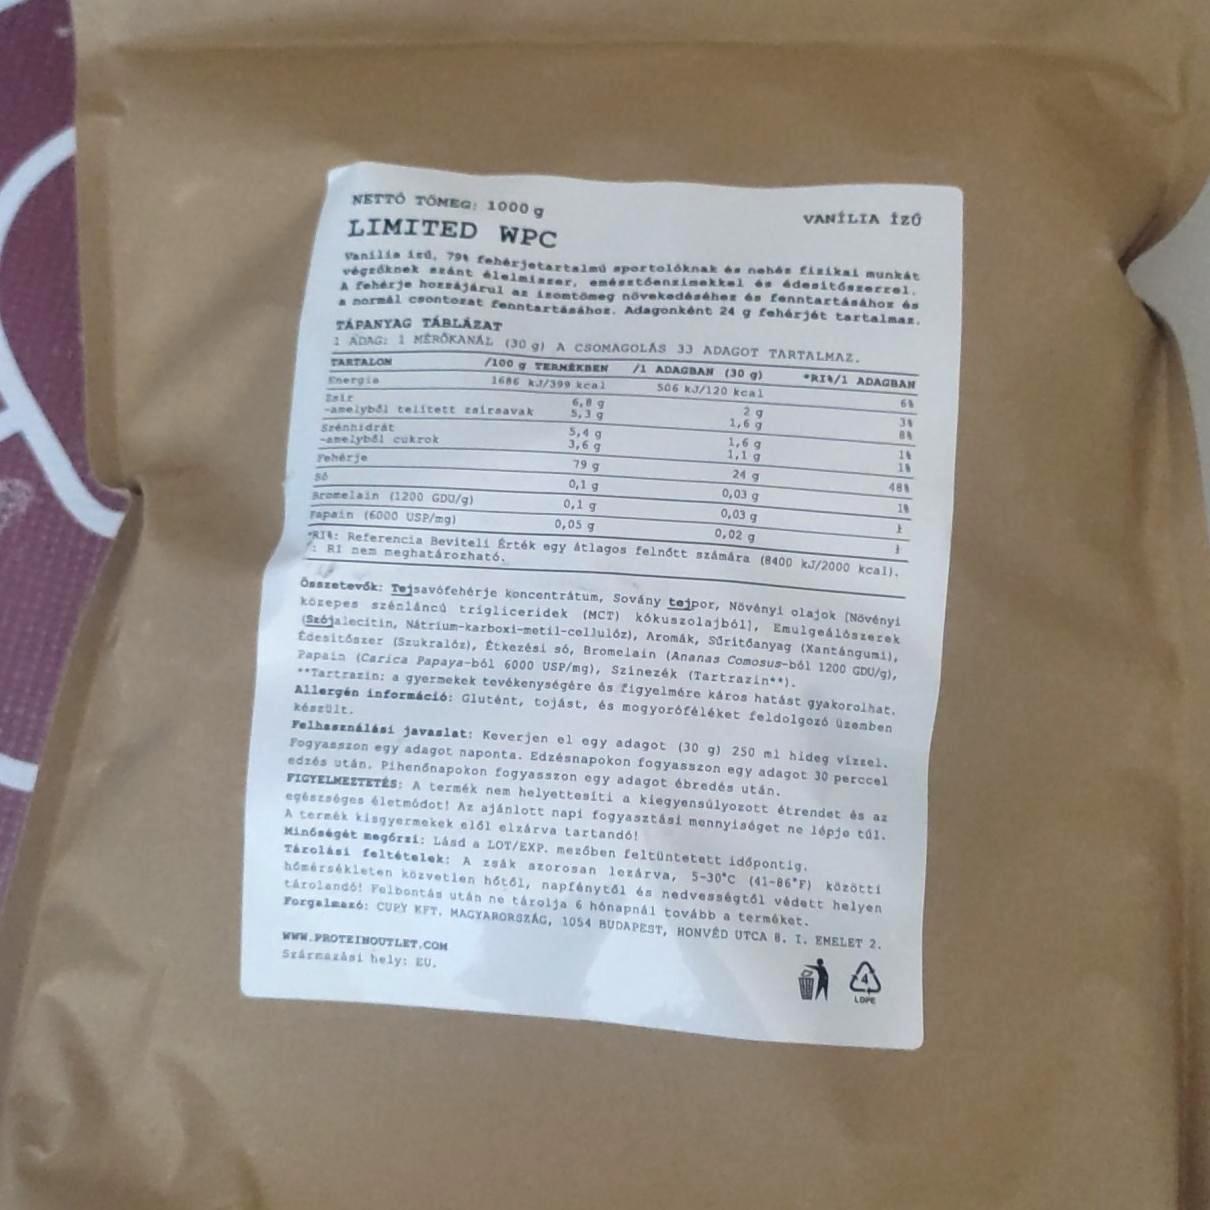 NETTÓ TÖMEG: 1000 g
VANÍLIA ÍZŰ
LIMITED WPC
Vanília ízű, 79% fehérjetartalmú sportolóknak és nehéz fizikai munkát
végzőknek szánt élelmiszer, emésztőenzimekkel és édesítőszerrel.
A fehérje hozzájárul az izomtömeg növekedéséhez és fenntartásához és
a normál csontozat fenntartásához. Adagonként 24 g fehérjét tartalmaz.
TÁPANYAG TÁBLÁZAT
1 ADAG: 1 MÉRŐKANÁL (30 g) A CSOMAGOLÁS 33 ADAGOT TARTALMAZ.
TARTALOM /100 g TERMÉKBEN /1 ADAGBAN (30 g) *RI%/1 ADAGBAN
Energia 1686 kJ/399 kcal 506 kJ/120 kcal 6%
Zsír 6,8 g 2 g 3%
-amelyből telített zsírsavak 5,3 g 1,6 g 8%
Szénhidrát 5,4 g 1,6 g 1%
-amelyből cukrok 3,6 g 1,1 g 1%
Fehérje 79 g 24 g 48%
Só 0,1 g 0,03 g 1%
Bromelain (1200 GDU/g) 0,1 g 0,03 g ‡
Papain (6000 USP/mg) 0,05 g 0,02 g ‡
*RI%: Referencia Beviteli Érték egy átlagos felnőtt számára (8400 kJ/2000 kcal).
‡: RI nem meghatározható.
Összetevők: Tejsavófehérje koncentrátum, Sovány tejpor, Növényi olajok [Növényi
közepes szénláncú trigliceridek (MCT) kókuszolajból], Emulgeálószerek
(Szójalecitin, Nátrium-karboxi-metil-cellulóz), Aromák, Sűrítőanyag (Xantángumi),
Édesítőszer (Szukralóz), Étkezési só, Bromelain (Ananas Comosus-ból 1200 GDU/g),
Papain (Carica Papaya-ból 6000 USP/mg), Színezék (Tartrazin**).
**Tartrazin: a gyermekek tevékenységére és figyelmére káros hatást gyakorolhat.
Allergén információ: Glutént, tojást, és mogyoróféléket feldolgozó üzemben
készült.
Felhasználási javaslat: Keverjen el egy adagot (30 g) 250 ml hideg vízzel.
Fogyasszon egy adagot naponta. Edzésnapokon fogyasszon egy adagot 30 perccel
edzés után. Pihenőnapokon fogyasszon egy adagot ébredés után.
FIGYELMEZTETÉS: A termék nem helyettesíti a kiegyensúlyozott étrendet és az
egészséges életmódot! Az ajánlott napi fogyasztási mennyiséget ne lépje túl.
A termék kisgyermekek elől elzárva tartandó!
Minőségét megőrzi: Lásd a LOT/EXP. mezőben feltüntetett időpontig.
Tárolási feltételek: A zsák szorosan lezárva, 5-30°C (41-86°F) közötti
hőmérsékleten közvetlen hőtől, napfénytől és nedvességtől védett helyen
tárolandó! Felbontás után ne tárolja 6 hónapnál tovább a terméket.
Forgalmazó: CUPY KFT. MAGYARORSZÁG, 1054 BUDAPEST, HONVÉD UTCA 8. I. EMELET 2.
WWW.PROTEINOUTLET.COM
Származási hely: EU.
4
LDPE